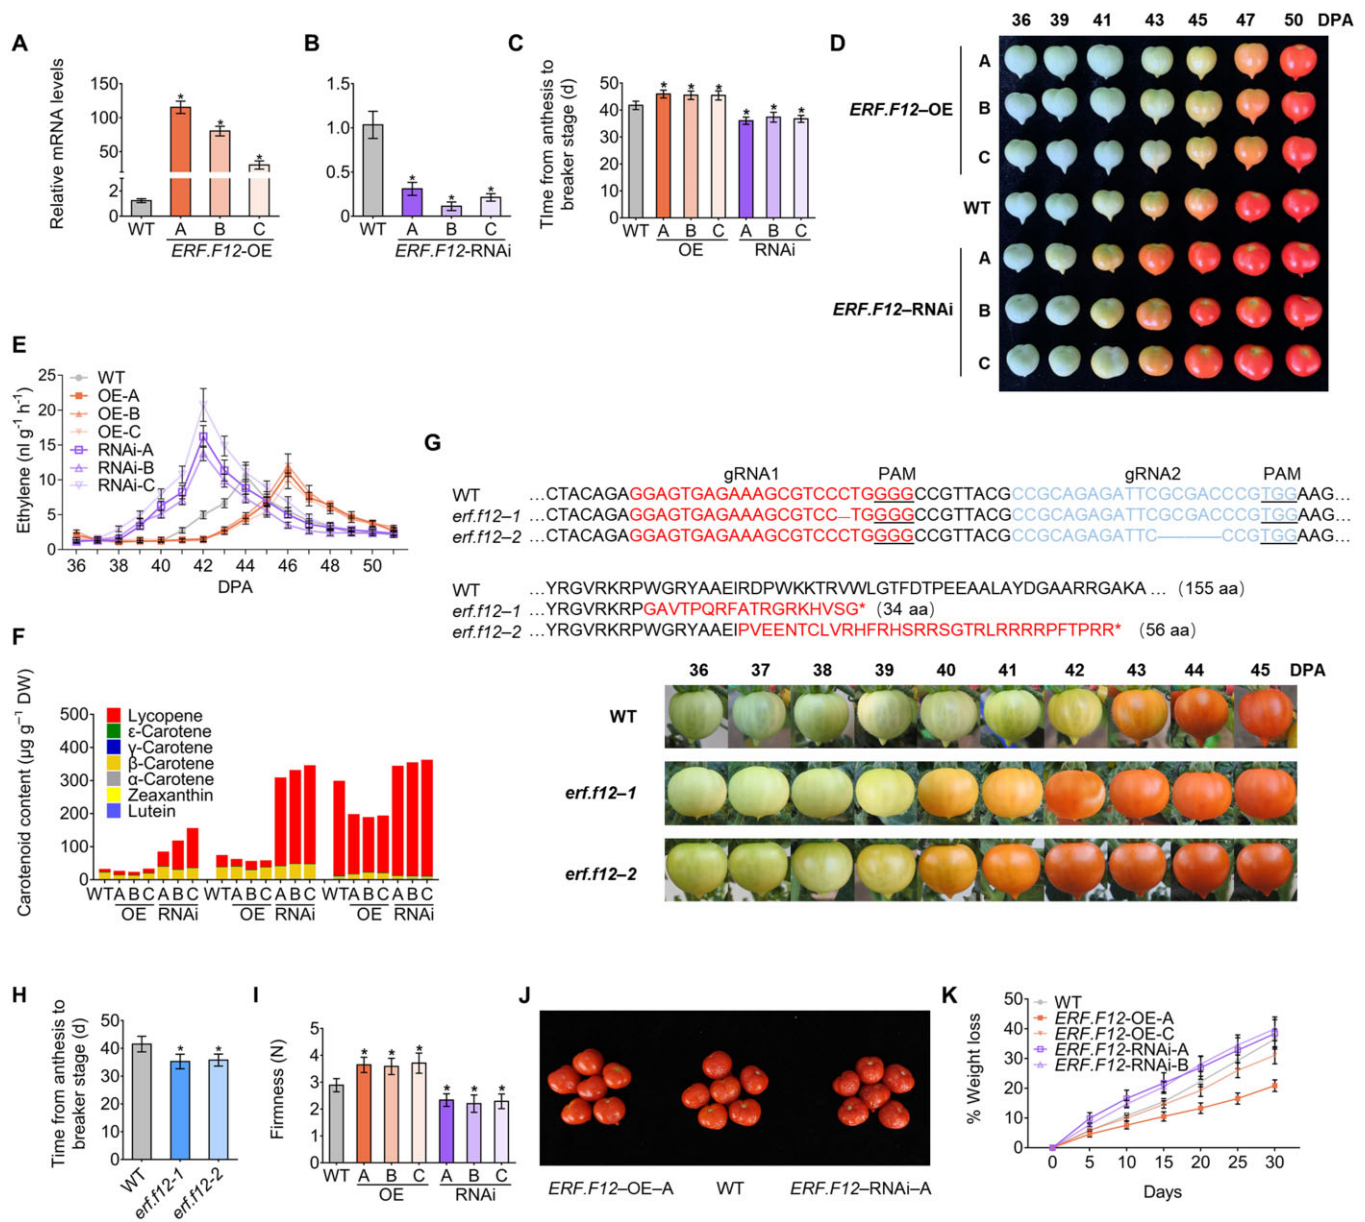 A
Relative mRNA levels
150
100
50
2
0
WT
A
B
C
ERF.F12-OE
*
*
*
B
1.5
1.0
0.5
0
WT
A
B
C
ERF.F12-RNAi
*
*
*
C
Time from anthesis to
breaker stage (d)
50
40
30
20
10
0
WT
A
B
C
A
B
C
OE
RNAi
*
*
*
*
*
*
D
36 39 41 43 45 47 50 DPA
ERF.F12–OE
A
B
C
WT
ERF.F12–RNAi
A
B
C
E
Ethylene (nl g⁻¹ h⁻¹)
25
20
15
10
5
0
WT
OE-A
OE-B
OE-C
RNAi-A
RNAi-B
RNAi-C
36 38 40 42 44 46 48 50
DPA
F
Carotenoid content (µg g⁻¹ DW)
500
400
300
200
100
0
Lycopene
ε-Carotene
γ-Carotene
β-Carotene
α-Carotene
Zeaxanthin
Lutein
WT A B C A B C WT A B C A B C WT A B C A B C
OE RNAi OE RNAi OE RNAi
G
gRNA1 PAM gRNA2 PAM
WT …CTACAGAGGAGTGAGAAAGCGTCCCTGGGGCCGTTACGCCGCAGAGATTCGCGACCCGTGGAAG…
erf.f12–1 …CTACAGAGGAGTGAGAAAGCGTCC–TGGGGCCGTTACGCCGCAGAGATTCGCGACCCGTGGAAG…
erf.f12–2 …CTACAGAGGAGTGAGAAAGCGTCCCTGGGGCCGTTACGCCGCAGAGATTC———CCGTGGAAG…
WT …YRGVRKRPWGRYAAEIRDPWKKTRVWLGTFDTPEEAALAYDGAARRGAKA … (155 aa)
erf.f12–1 …YRGVRKRPGAVTPQRFATRGRKHVSG* (34 aa)
erf.f12–2 …YRGVRKRPWGRYAAEIPVEENTCLVRHFRHSRRSGTRLRRRRPFTPRR* (56 aa)
36 37 38 39 40 41 42 43 44 45 DPA
WT
erf.f12–1
erf.f12–2
H
Time from anthesis to
breaker stage (d)
50
40
30
20
10
0
WT
erf.f12-1
erf.f12-2
*
*
I
Firmness (N)
5
4
3
2
1
0
WT
A
B
C
A
B
C
OE
RNAi
*
*
*
*
*
*
J
ERF.F12–OE–A WT ERF.F12–RNAi–A
K
% Weight loss
50
40
30
20
10
0
WT
ERF.F12-OE-A
ERF.F12-OE-C
ERF.F12-RNAi-A
ERF.F12-RNAi-B
0 5 10 15 20 25 30
Days